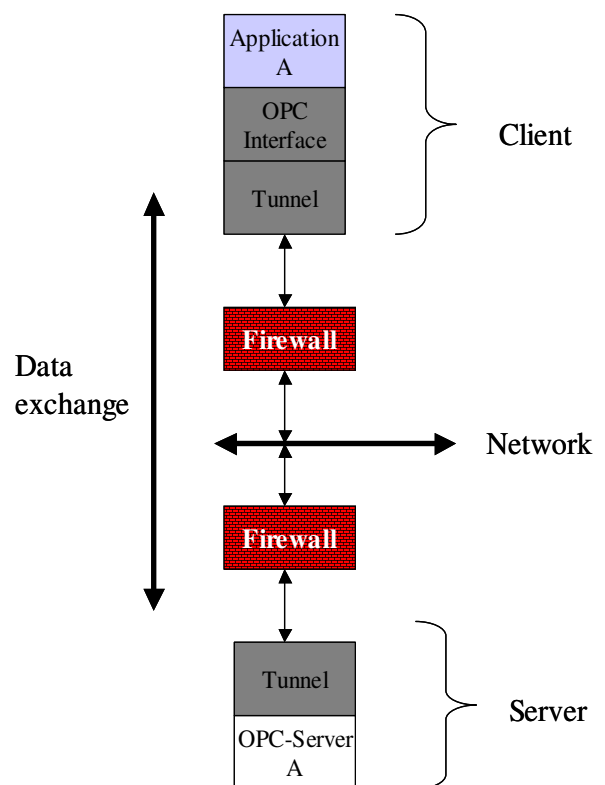 Application
A
OPC
Interface
Client
Tunnel
Firewall
Data
exchange
Network
Firewall
Tunnel
Server
OPC-Server
A